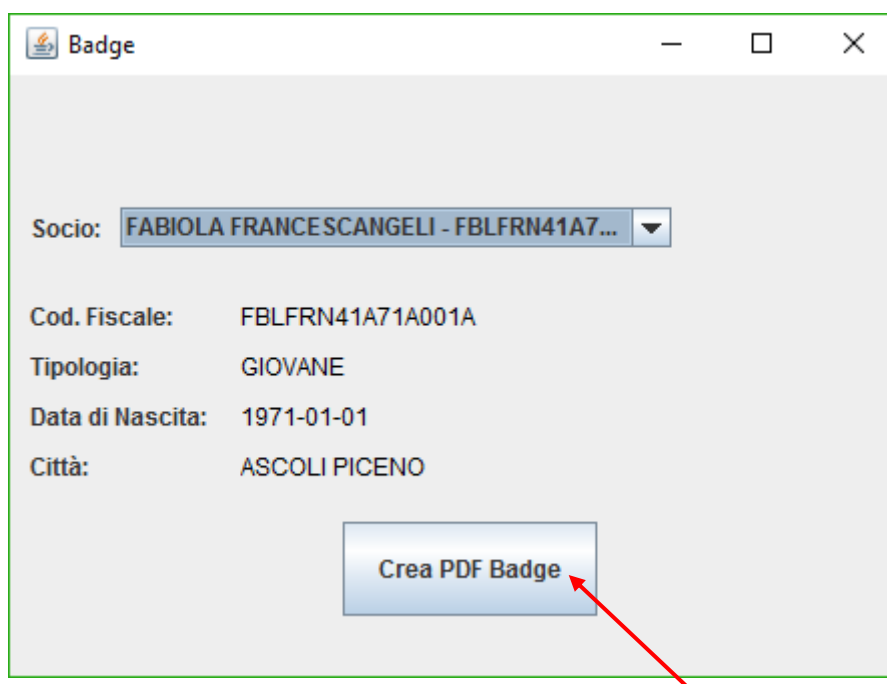 Badge
Socio: FABIOLA FRANCESCANGELI - FBLFRN41A7...
Cod. Fiscale: FBLFRN41A71A001A
Tipologia: GIOVANE
Data di Nascita: 1971-01-01
Città: ASCOLI PICENO
Crea PDF Badge